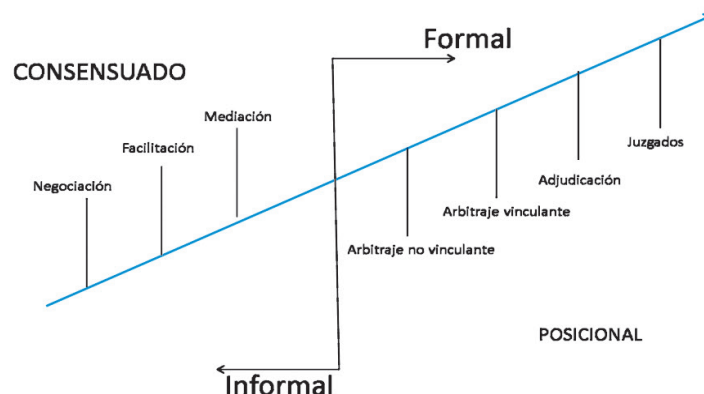 Formal
CONSENSUADO
Mediación
Facilitación
Negociación
Juzgados
Adjudicación
Arbitraje vinculante
Arbitraje no vinculante
POSICIONAL
Informal